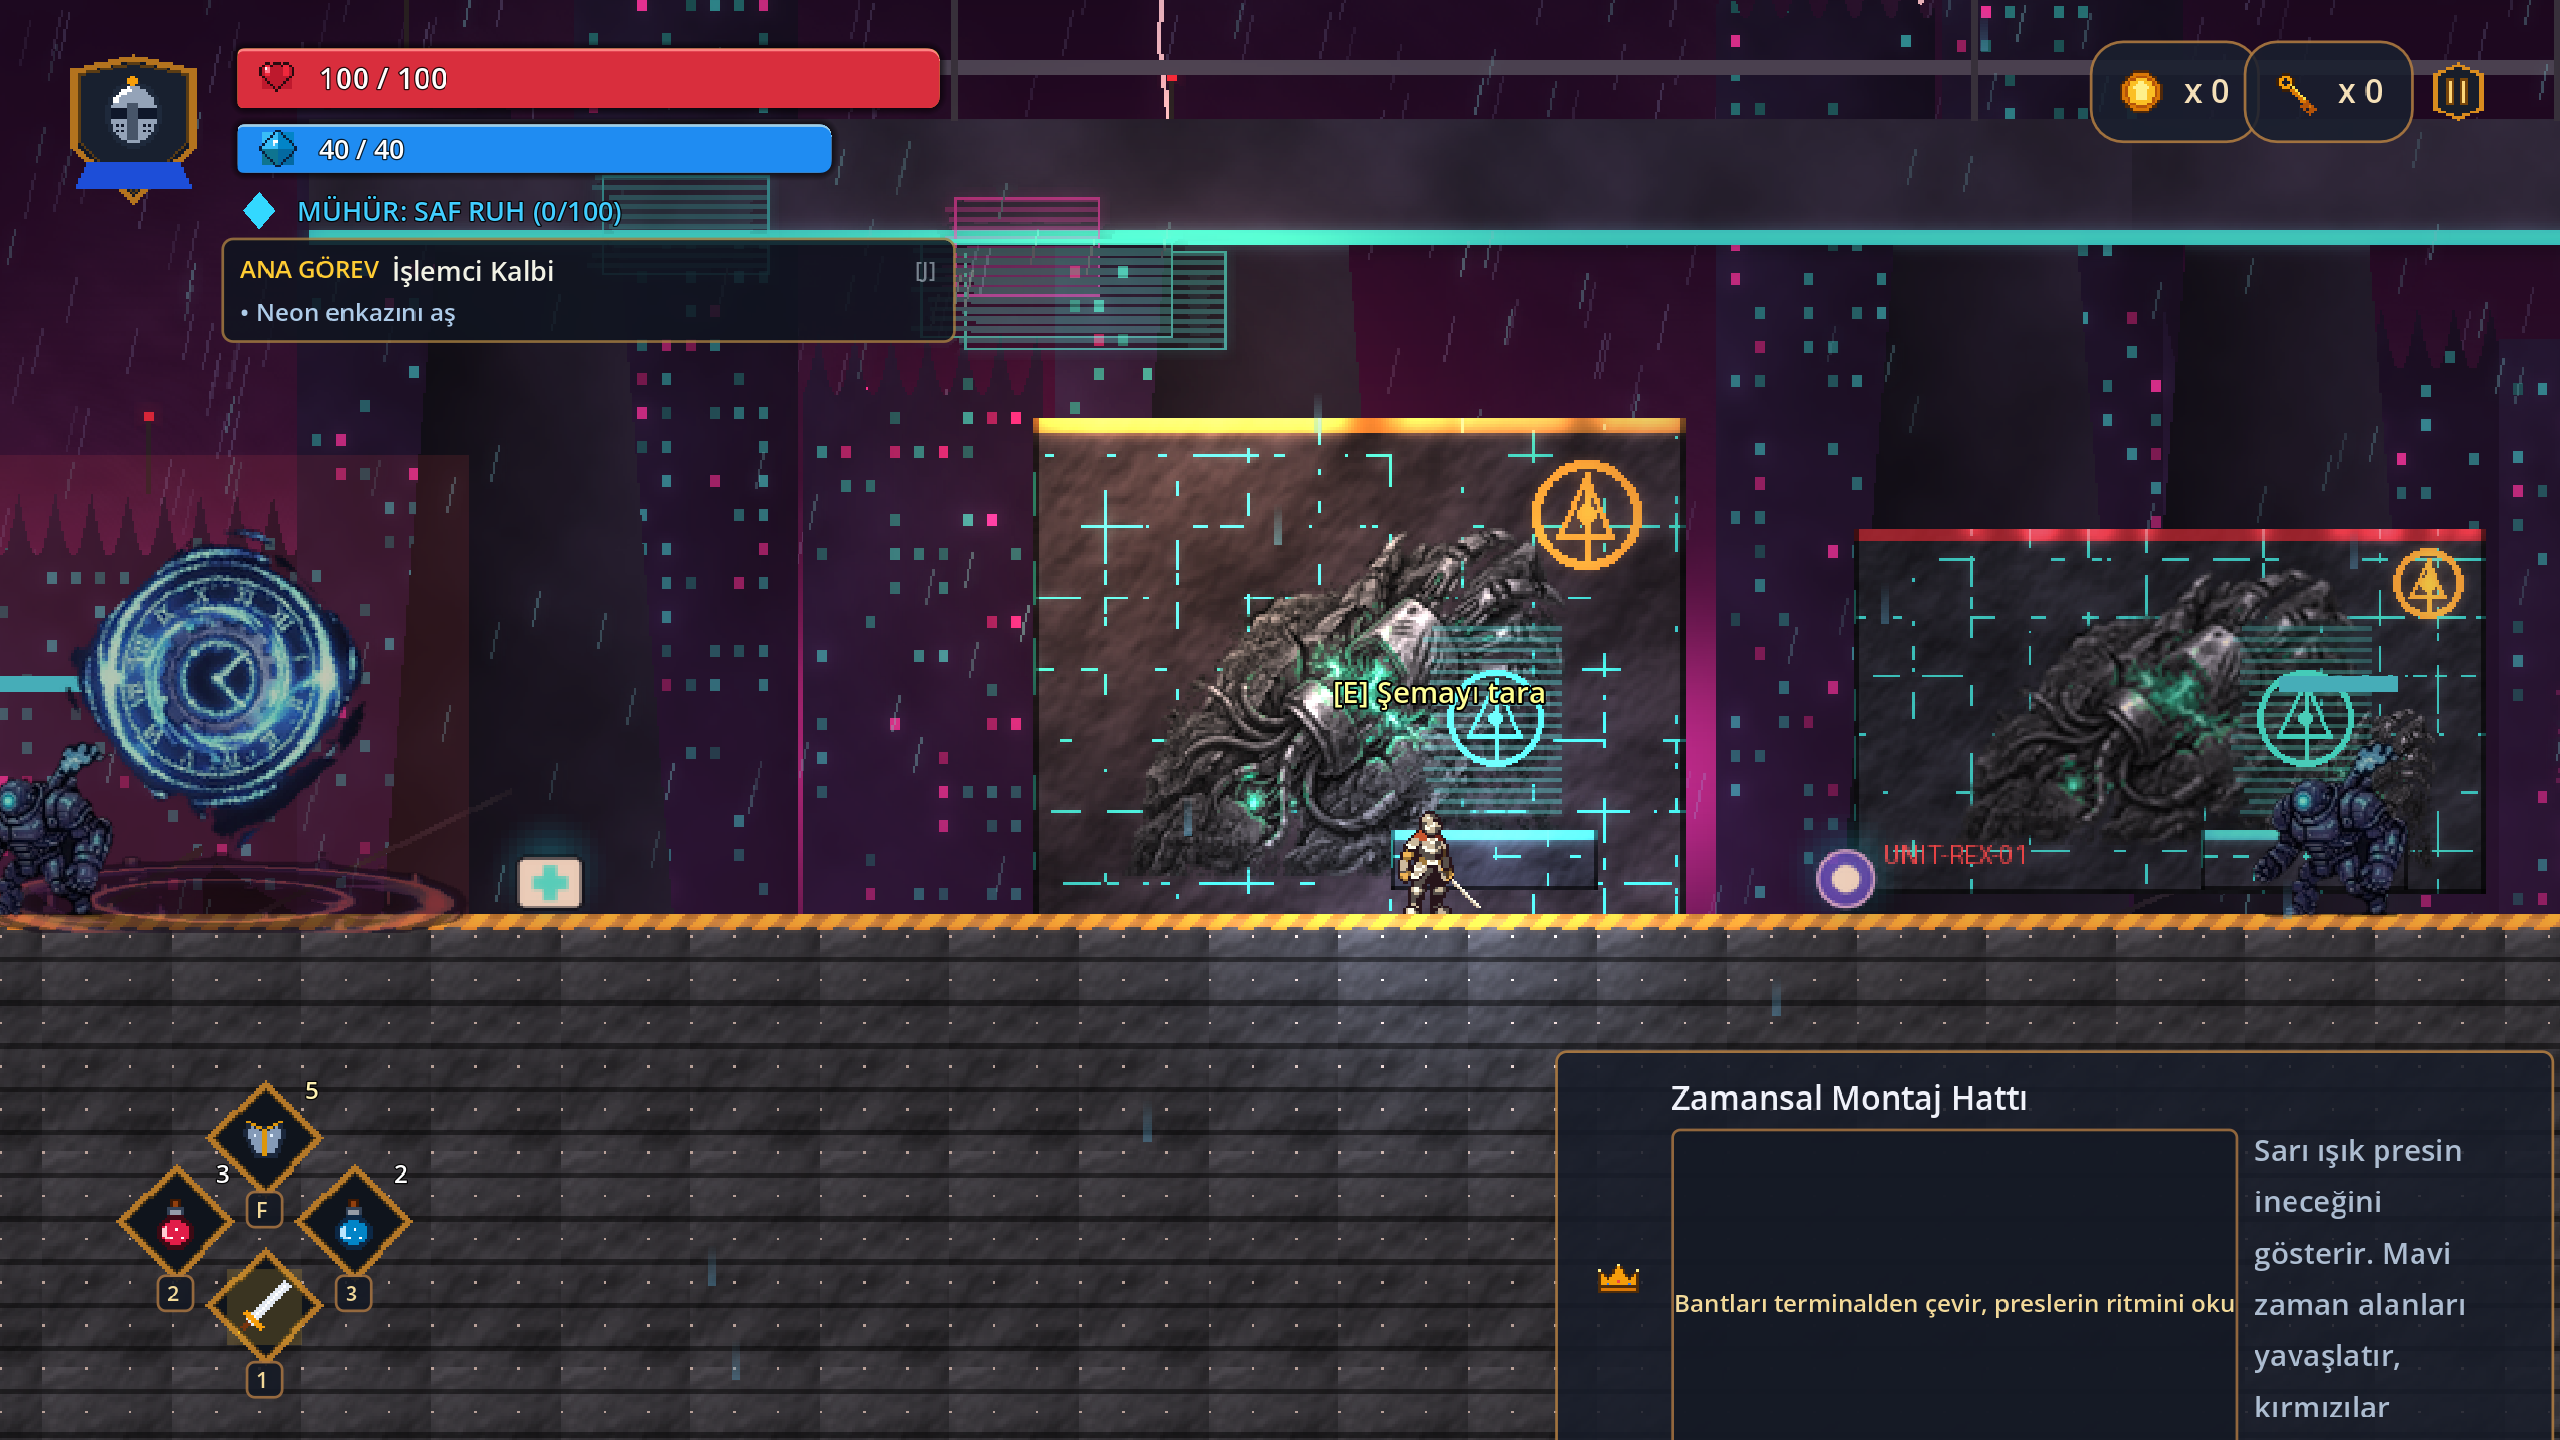 100 / 100
x 0
x 0
40 / 40
MÜHÜR: SAF RUH (0/100)
ANA GÖREV İşlemci Kalbi [J]
• Neon enkazını aş
[E] Şemayı tara
UNIT-REX-01
5
3
2
F
2
3
1
Zamansal Montaj Hattı
Bantları terminalden çevir, preslerin ritmini oku
Sarı ışık presin
ineceğini
gösterir. Mavi
zaman alanları
yavaşlatır,
kırmızılar